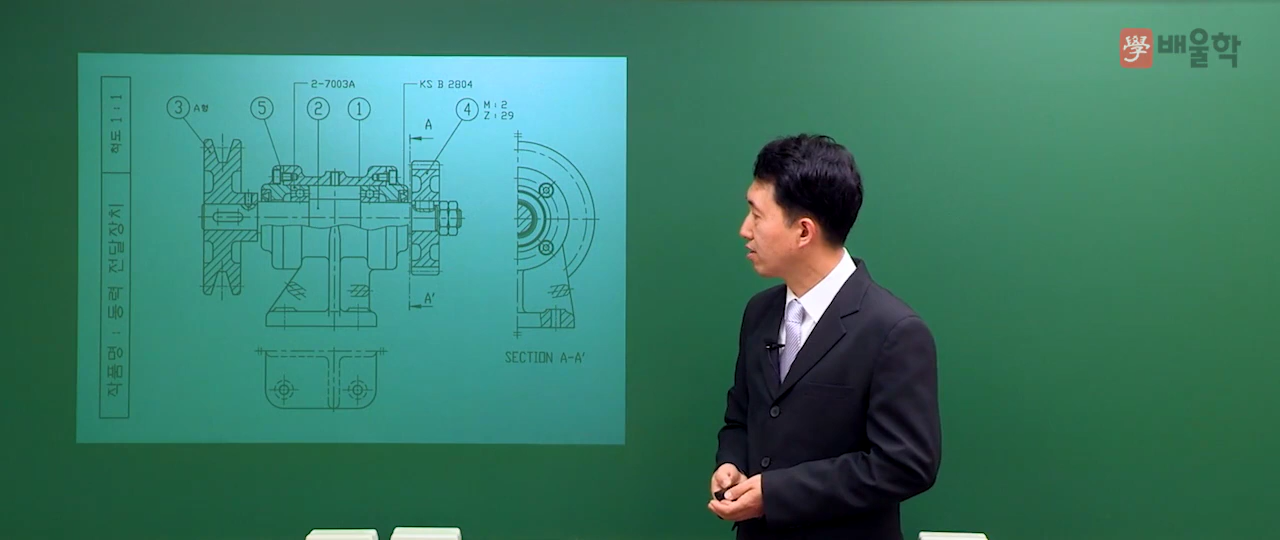 學 배울학
척도 1 : 1
작품명 : 동력 전달장치
2-7003A
KS B 2804
3 A형
5
2
1
4
M : 2
Z : 29
A
A'
SECTION A-A'